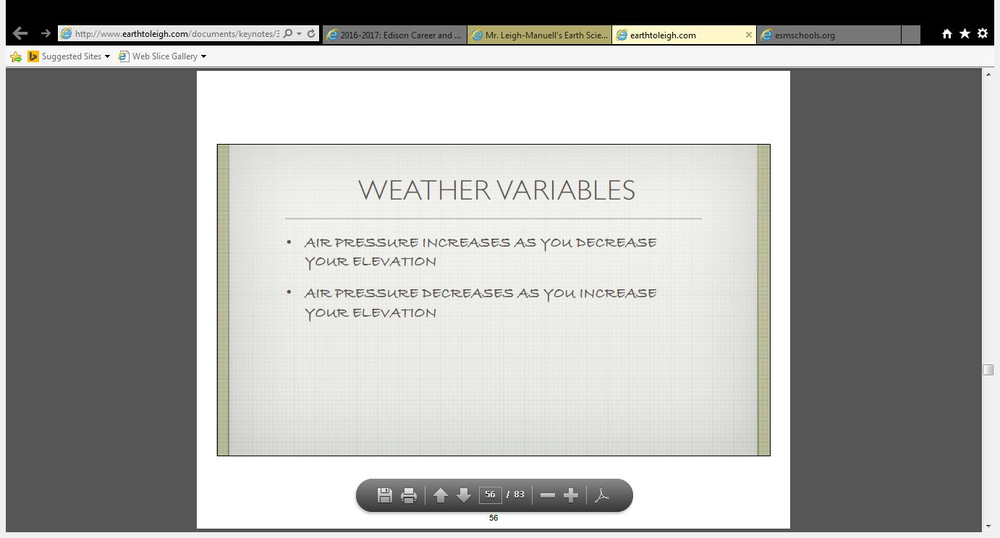 http://www.earthtoleigh.com/documents/keynotes/3
2016-2017: Edison Career and ...
Mr. Leigh-Manuell's Earth Scie...
earthtoleigh.com
esmschools.org
Suggested Sites
Web Slice Gallery
WEATHER VARIABLES
• AIR PRESSURE INCREASES AS YOU DECREASE
YOUR ELEVATION
• AIR PRESSURE DECREASES AS YOU INCREASE
YOUR ELEVATION
56 / 83
56